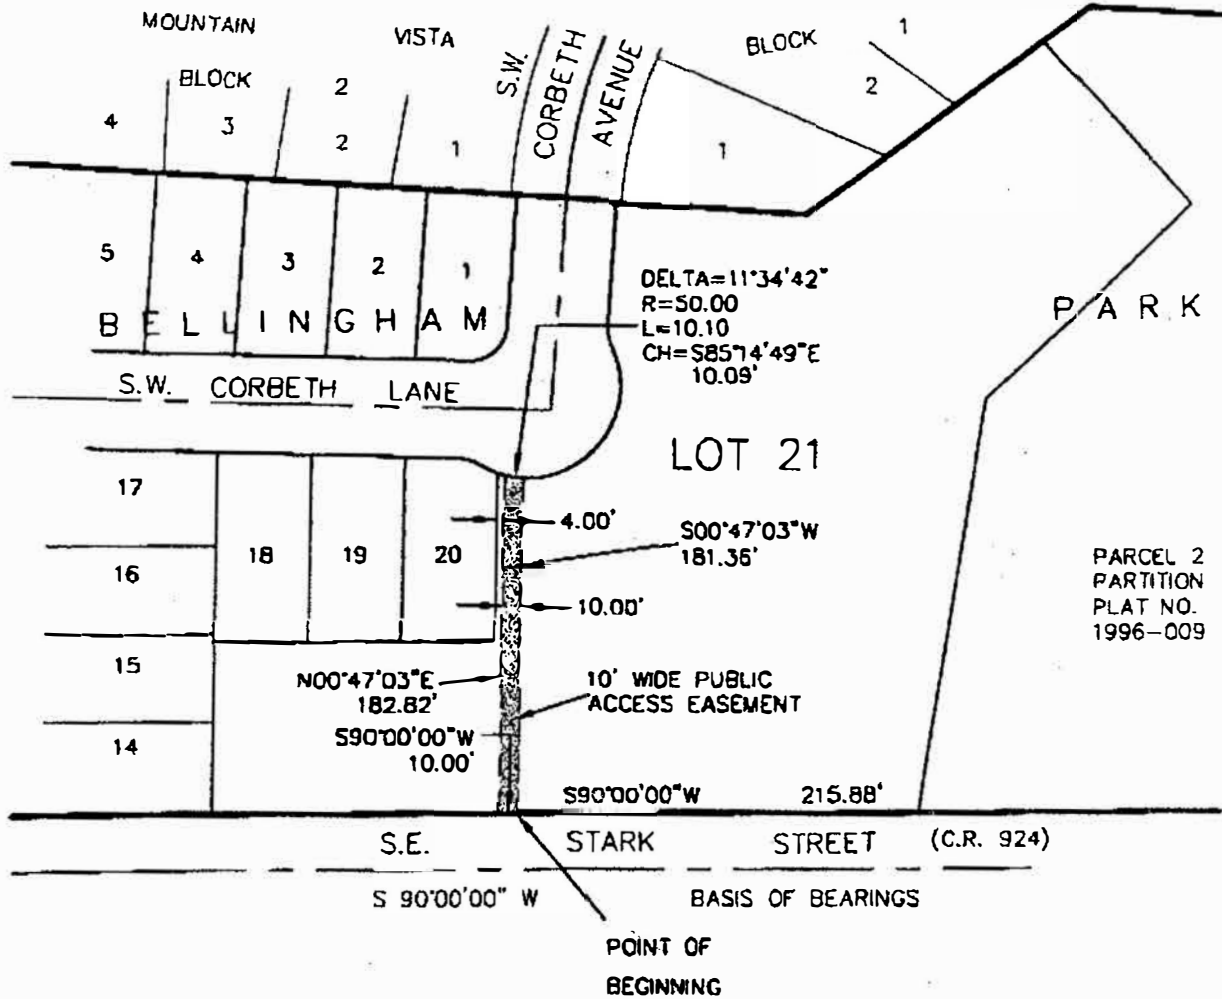 MOUNTAIN VISTA
BLOCK 2
4 3 2 1
S.W. CORBETH AVENUE
BLOCK 1
2
1
5 4 3 2 1
BELLINGHAM
S.W. CORBETH LANE
DELTA=11°34'42"
R=50.00
L=10.10
CH=S85°14'49"E
10.09'
PARK
LOT 21
17
16
15
14
18 19 20
4.00'
S00°47'03"W
181.36'
10.00'
N00°47'03"E
182.82'
10' WIDE PUBLIC
ACCESS EASEMENT
S90°00'00"W
10.00'
PARCEL 2
PARTITION
PLAT NO.
1996-009
S90°00'00"W 215.88'
S.E. STARK STREET (C.R. 924)
S 90°00'00" W BASIS OF BEARINGS
POINT OF
BEGINNING